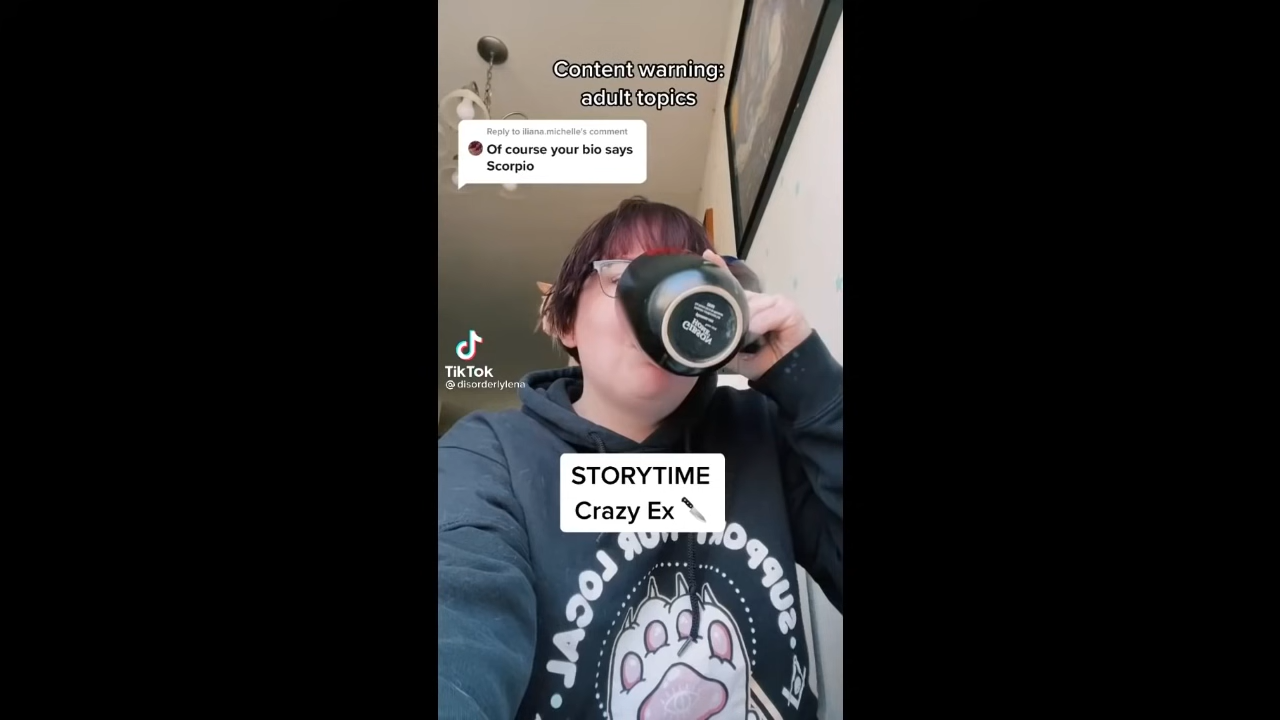 Content warning:
adult topics
Reply to iliana.michelle's comment
Of course your bio says
Scorpio
TikTok
@disorderlylena
STORYTIME
Crazy Ex
SUPPORT YOUR LOCAL